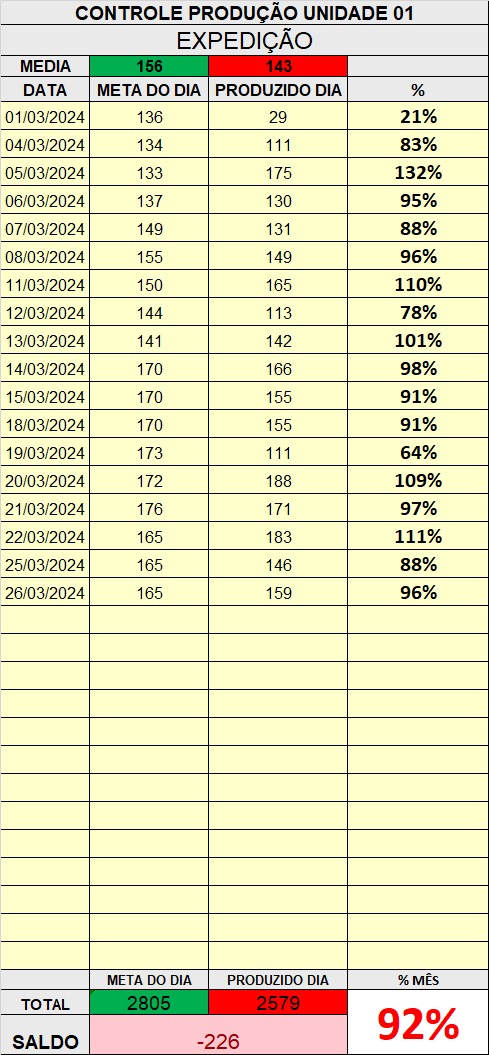 CONTROLE PRODUÇÃO UNIDADE 01
EXPEDIÇÃO
MEDIA 156 143
DATA META DO DIA PRODUZIDO DIA %
01/03/2024 136 29 21%
04/03/2024 134 111 83%
05/03/2024 133 175 132%
06/03/2024 137 130 95%
07/03/2024 149 131 88%
08/03/2024 155 149 96%
11/03/2024 150 165 110%
12/03/2024 144 113 78%
13/03/2024 141 142 101%
14/03/2024 170 166 98%
15/03/2024 170 155 91%
18/03/2024 170 155 91%
19/03/2024 173 111 64%
20/03/2024 172 188 109%
21/03/2024 176 171 97%
22/03/2024 165 183 111%
25/03/2024 165 146 88%
26/03/2024 165 159 96%
META DO DIA PRODUZIDO DIA % MÊS
TOTAL 2805 2579 92%
SALDO -226